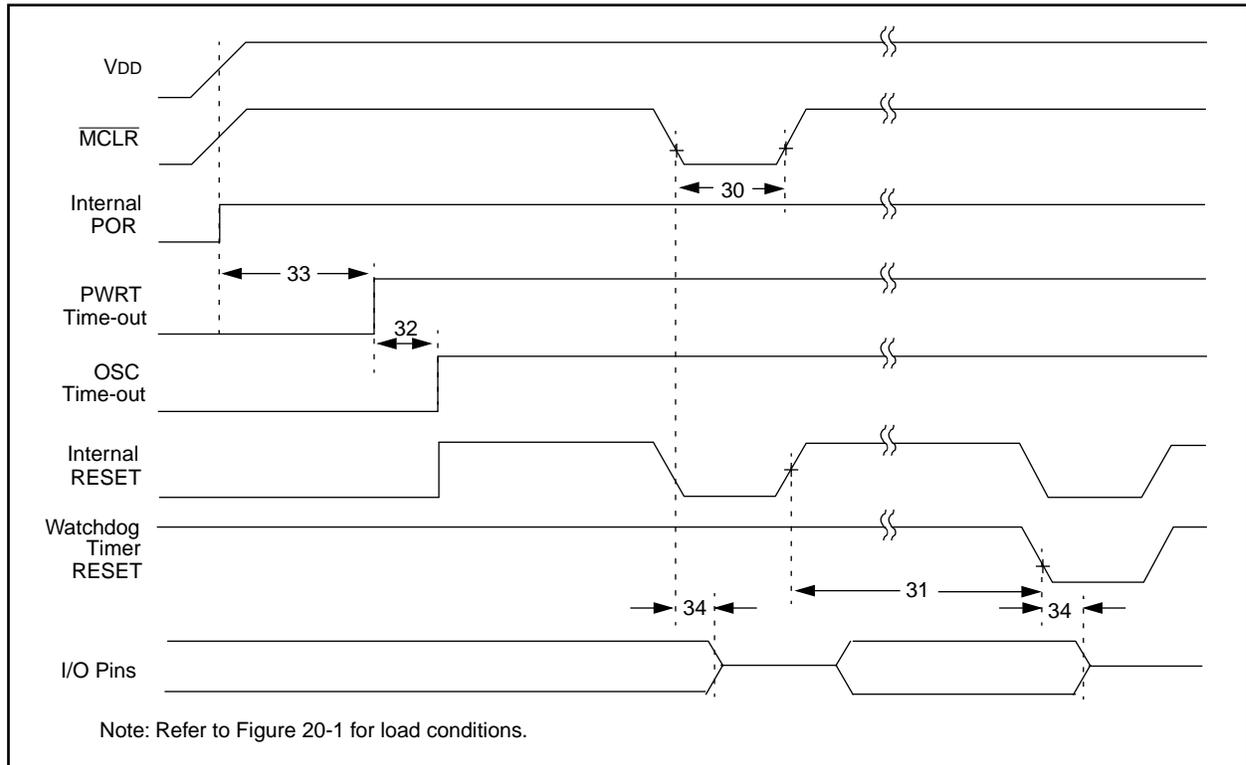 VDD
MCLR
30
Internal
POR
33
PWRT
Time-out
32
OSC
Time-out
Internal
RESET
Watchdog
Timer
RESET
31
34
34
I/O Pins
Note: Refer to Figure 20-1 for load conditions.